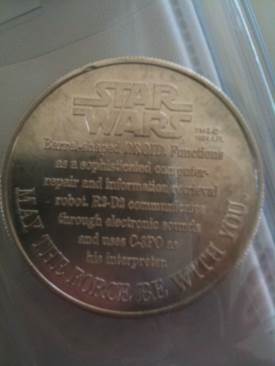 STAR
WARS
Barrel-shaped DROID. Functions
as a sophisticated computer-
repair and information retrieval
robot. R2-D2 communicates
through electronic sounds
and uses C-3PO as
his interpreter.
MAY THE FORCE BE WITH YOU